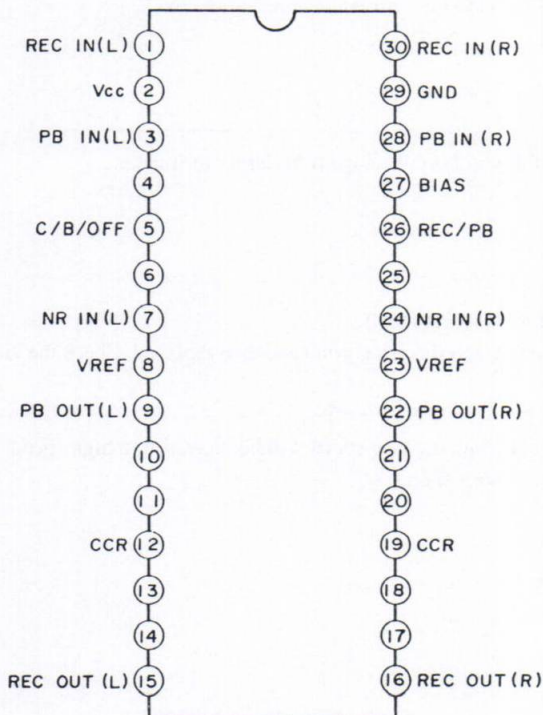 REC IN(L) 1 30 REC IN(R)
Vcc 2 29 GND
PB IN(L) 3 28 PB IN(R)
4 27 BIAS
C/B/OFF 5 26 REC/PB
6 25
NR IN(L) 7 24 NR IN(R)
VREF 8 23 VREF
PB OUT(L) 9 22 PB OUT(R)
10 21
11 20
CCR 12 19 CCR
13 18
14 17
REC OUT(L) 15 16 REC OUT(R)